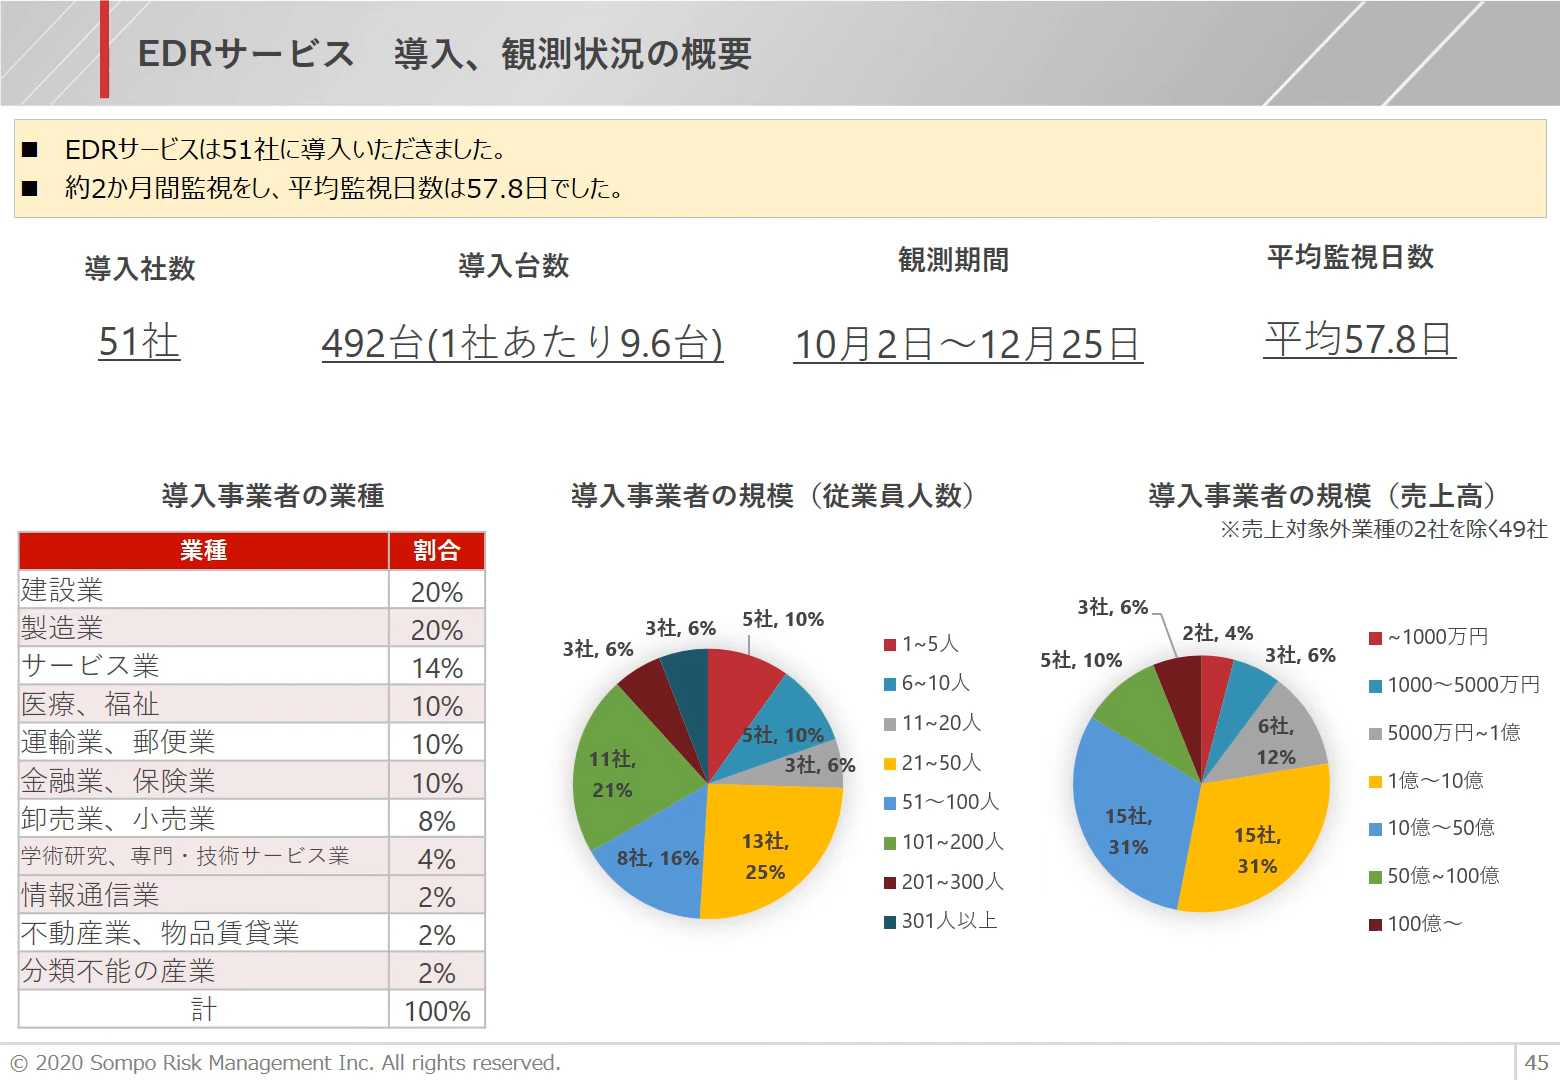 EDRサービス　導入、観測状況の概要
■ EDRサービスは51社に導入いただきました。
■ 約2か月間監視をし、平均監視日数は57.8日でした。
導入社数
51社
導入台数
492台(1社あたり9.6台)
観測期間
10月2日～12月25日
平均監視日数
平均57.8日
導入事業者の業種
業種 割合
建設業 20%
製造業 20%
サービス業 14%
医療、福祉 10%
運輸業、郵便業 10%
金融業、保険業 10%
卸売業、小売業 8%
学術研究、専門・技術サービス業 4%
情報通信業 2%
不動産業、物品賃貸業 2%
分類不能の産業 2%
計 100%
導入事業者の規模（従業員人数）
5社, 10%
5社, 10%
3社, 6%
13社,
25%
8社, 16%
11社,
21%
3社, 6%
3社, 6%
1~5人
6~10人
11~20人
21~50人
51～100人
101~200人
201~300人
301人以上
導入事業者の規模（売上高）
※売上対象外業種の2社を除く49社
2社, 4%
3社, 6%
6社,
12%
15社,
31%
15社,
31%
5社, 10%
3社, 6%
~1000万円
1000～5000万円
5000万円~1億
1億～10億
10億～50億
50億~100億
100億～
© 2020 Sompo Risk Management Inc. All rights reserved.
45